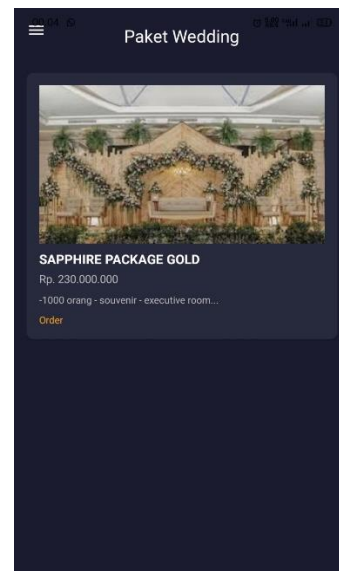 Paket Wedding
SAPPHIRE PACKAGE GOLD
Rp. 230.000.000
-1000 orang - souvenir - executive room...
Order